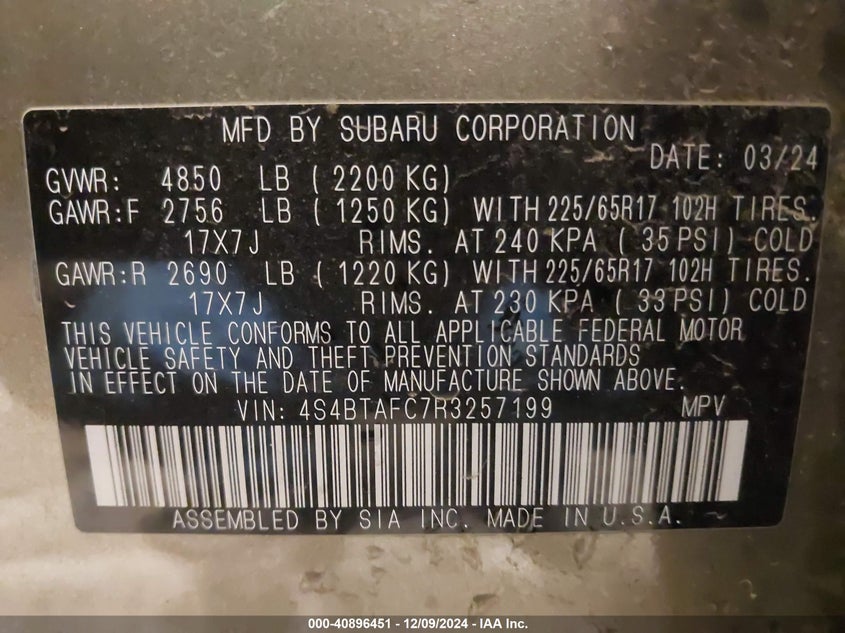 MFD BY SUBARU CORPORATION
DATE: 03/24
GVWR: 4850 LB ( 2200 KG)
GAWR:F 2756 LB ( 1250 KG) WITH 225/65R17 102H TIRES.
17X7J RIMS. AT 240 KPA ( 35 PSI) COLD
GAWR:R 2690 LB ( 1220 KG) WITH 225/65R17 102H TIRES.
17X7J RIMS. AT 230 KPA ( 33 PSI) COLD
THIS VEHICLE CONFORMS TO ALL APPLICABLE FEDERAL MOTOR
VEHICLE SAFETY AND THEFT PREVENTION STANDARDS
IN EFFECT ON THE DATE OF MANUFACTURE SHOWN ABOVE.
VIN: 4S4BTAFC7R3257199 MPV
ASSEMBLED BY SIA INC. MADE IN U.S.A.
000-40896451 - 12/09/2024 - IAA Inc.